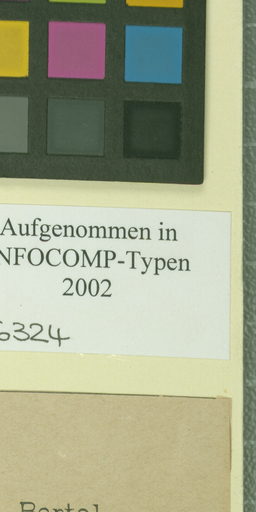 Aufgenommen in
NFOCOMP-Typen
2002
6324